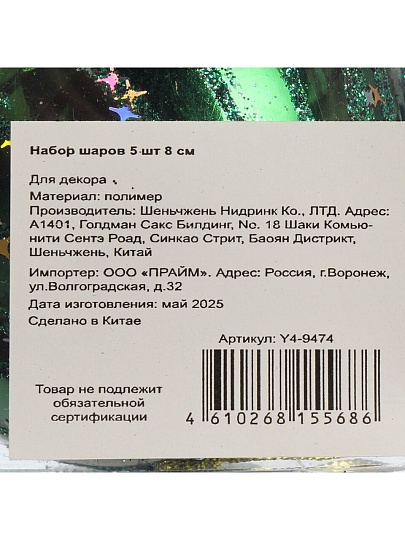 Набор шаров 5 шт 8 см
Для декора
Материал: полимер
Производитель: Шеньчжень Нидринк Ко., ЛТД. Адрес:
А1401, Голдман Сакс Билдинг, No. 18 Шаки Комью-
нити Сентэ Роад, Синкао Стрит, Баоян Дистрикт,
Шеньчжень, Китай
Импортер: ООО «ПРАЙМ». Адрес: Россия, г.Воронеж,
ул.Волгоградская, д.32
Дата изготовления: май 2025
Сделано в Китае
Артикул: Y4-9474
Товар не подлежит
обязательной
сертификации
4 610268 155686